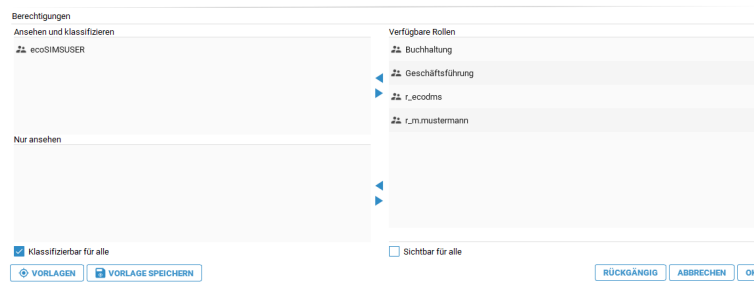 Berechtigungen
Ansehen und klassifizieren
ecoSIMSUSER
Nur ansehen
Klassifizierbar für alle
Verfügbare Rollen
Buchhaltung
Geschäftsführung
r_ecodms
r_m.mustermann
Sichtbar für alle
VORLAGEN
VORLAGE SPEICHERN
RÜCKGÄNGIG
ABBRECHEN
OK